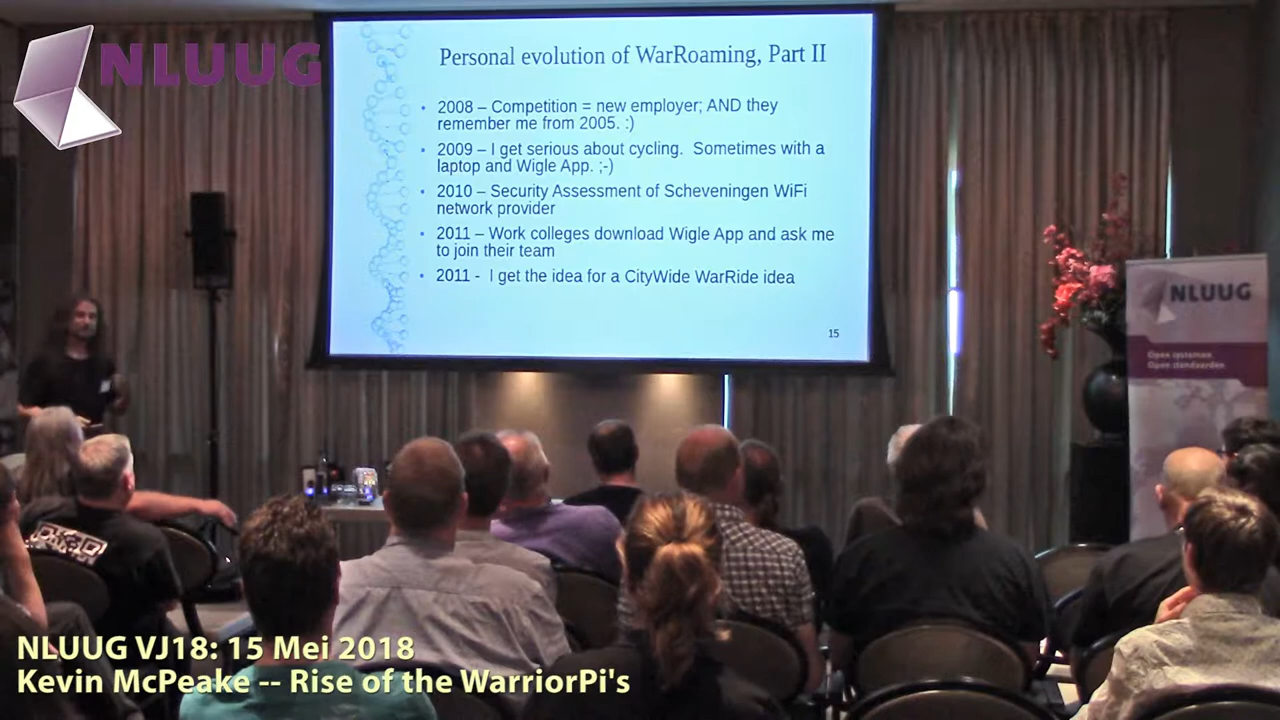 NLUUG
Personal evolution of WarRoaming, Part II
• 2008 – Competition = new employer; AND they
remember me from 2005. :)
• 2009 – I get serious about cycling. Sometimes with a
laptop and Wigle App. ;-)
• 2010 – Security Assessment of Scheveningen WiFi
network provider
• 2011 – Work colleges download Wigle App and ask me
to join their team
• 2011 - I get the idea for a CityWide WarRide idea
15
NLUUG
Open systemen
Open standaarden
NLUUG VJ18: 15 Mei 2018
Kevin McPeake -- Rise of the WarriorPi's